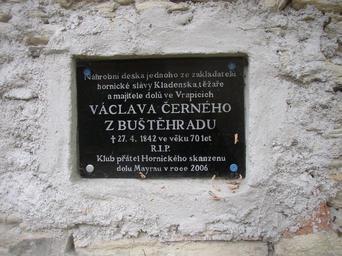 Náhrobní deska jednoho ze zakladatelů
hornické slávy Kladenska, těžaře
a majitele dolů ve Vrapicích
VÁCLAVA ČERNÉHO
Z BUŠTĚHRADU
† 27. 4. 1842 ve věku 70 let
R.I.P.
Klub přátel Hornického skanzenu
dolu Mayrau v roce 2006